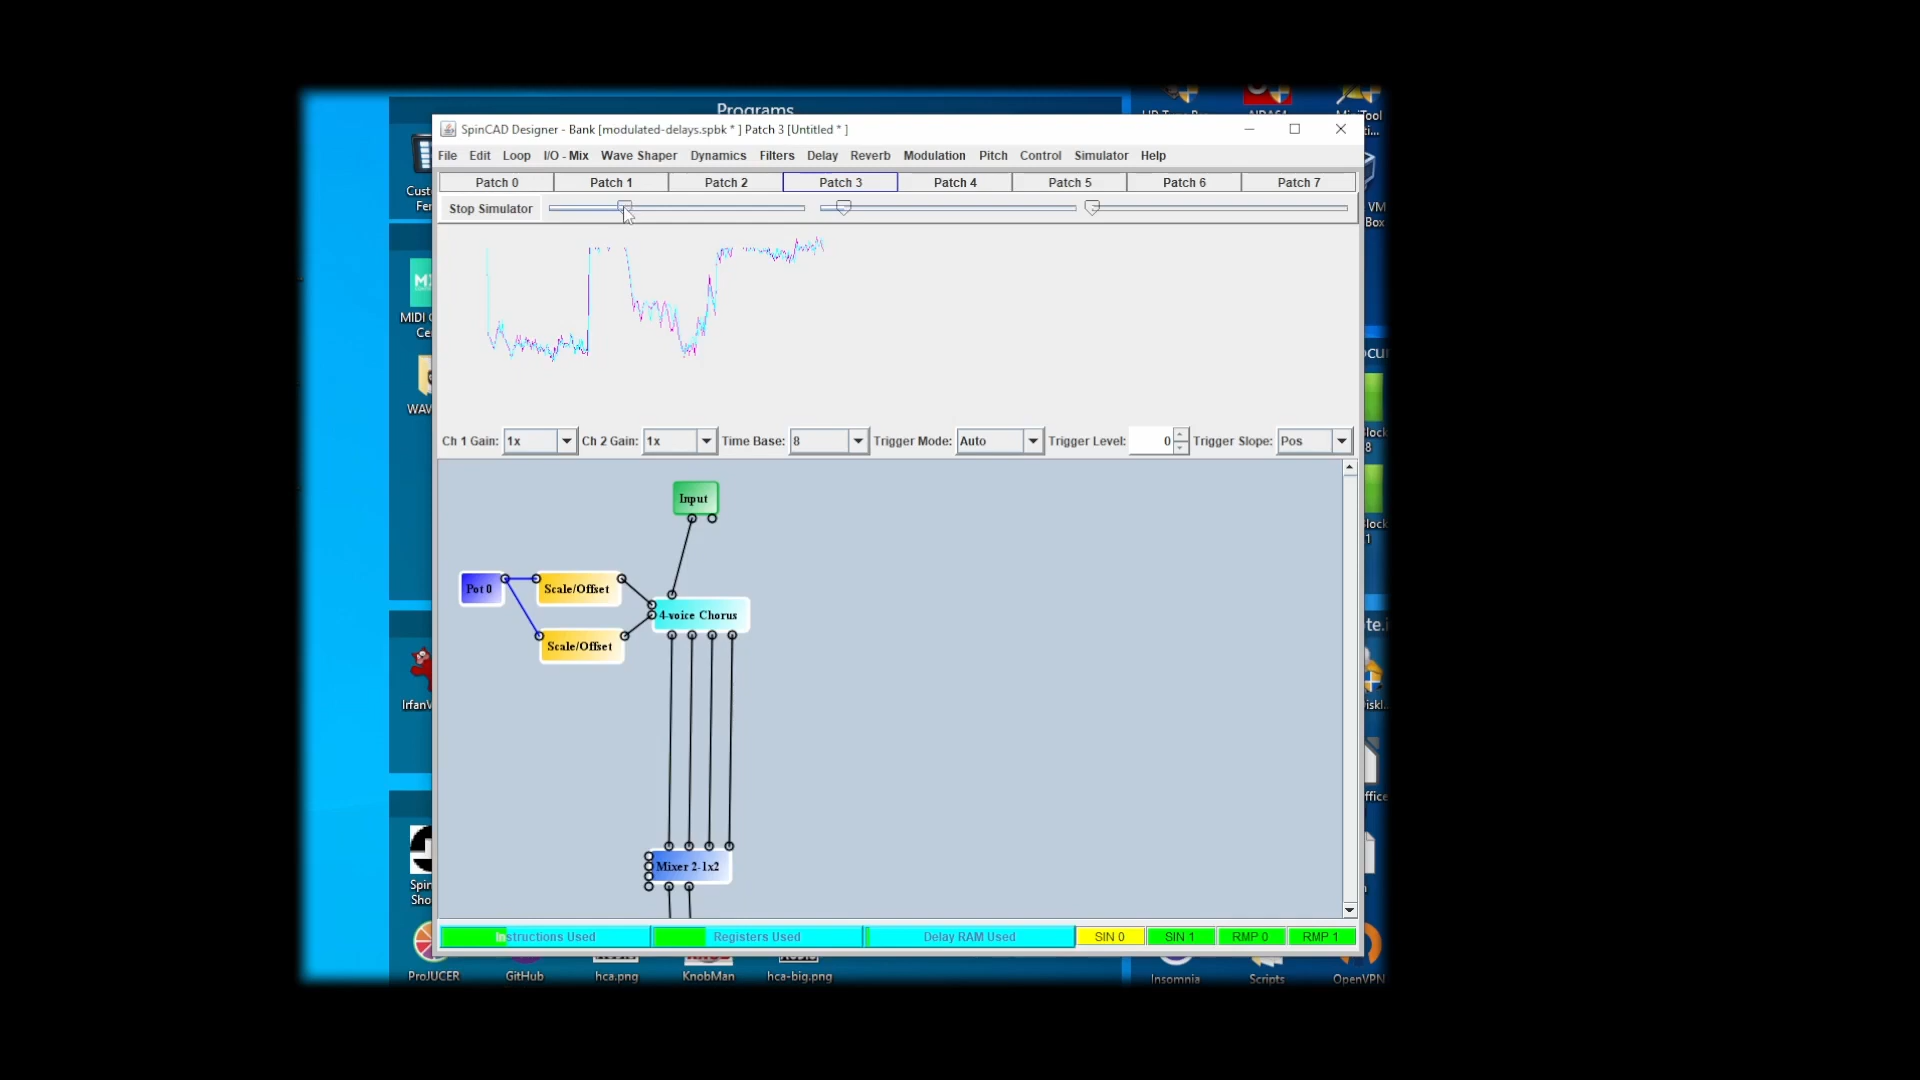 Programs
SpinCAD Designer - Bank [modulated-delays.spbk * ] Patch 3 [Untitled * ]
File Edit Loop I/O - Mix Wave Shaper Dynamics Filters Delay Reverb Modulation Pitch Control Simulator Help
Patch 0 Patch 1 Patch 2 Patch 3 Patch 4 Patch 5 Patch 6 Patch 7
Stop Simulator
VM
Box
MIDI
Ch 1 Gain: 1x Ch 2 Gain: 1x Time Base: 8 Trigger Mode: Auto Trigger Level: 0 Trigger Slope: Pos
Input
Pot 0 Scale/Offset
4-voice Chorus
Scale/Offset
Mixer 2-1x2
Instructions Used Registers Used Delay RAM Used SIN 0 SIN 1 RMP 0 RMP 1
ProJUCER GitHub hca.png KnobMan hca-big.png Insomnia Scripts OpenVPN